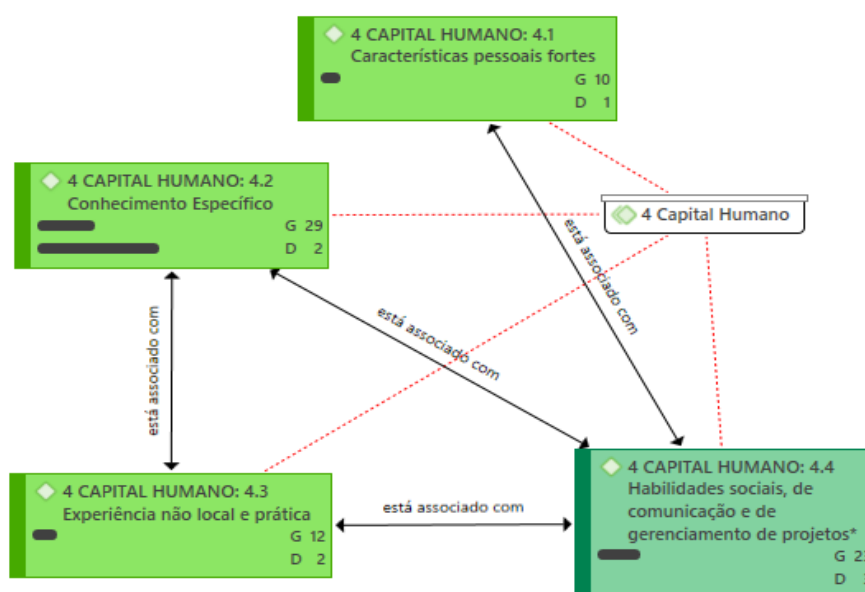 4 CAPITAL HUMANO: 4.1
Características pessoais fortes
G 10
D 1
4 CAPITAL HUMANO: 4.2
Conhecimento Específico
G 29
D 2
4 Capital Humano
está associado com
está associado com
está associado com
4 CAPITAL HUMANO: 4.3
Experiência não local e prática
G 12
D 2
está associado com
4 CAPITAL HUMANO: 4.4
Habilidades sociais, de
comunicação e de
gerenciamento de projetos*
G
D